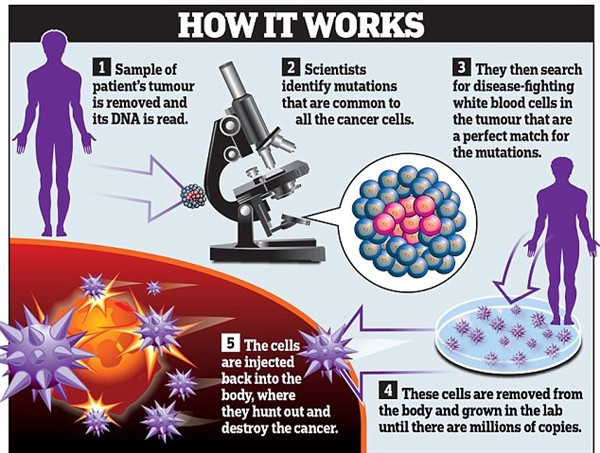 HOW IT WORKS
1 Sample of
patient's tumour
is removed and
its DNA is read.
2 Scientists
identify mutations
that are common to
all the cancer cells.
3 They then search
for disease-fighting
white blood cells in
the tumour that are
a perfect match for
the mutations.
4 These cells are removed from
the body and grown in the lab
until there are millions of copies.
5 The cells
are injected
back into the
body, where
they hunt out and
destroy the cancer.